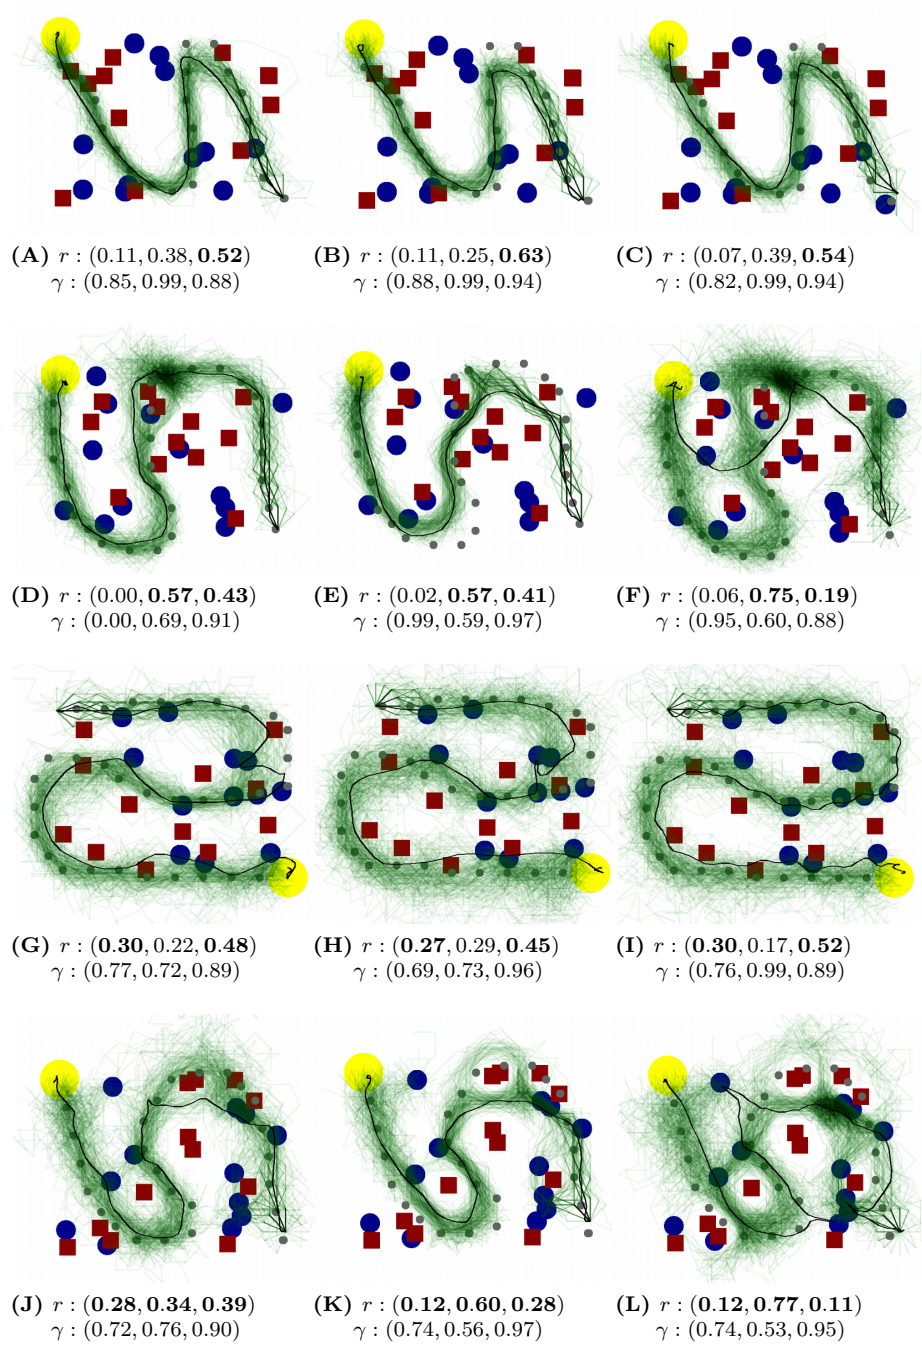 (A) r : (0.11, 0.38, 0.52)
γ : (0.85, 0.99, 0.88)
(B) r : (0.11, 0.25, 0.63)
γ : (0.88, 0.99, 0.94)
(C) r : (0.07, 0.39, 0.54)
γ : (0.82, 0.99, 0.94)
(D) r : (0.00, 0.57, 0.43)
γ : (0.00, 0.69, 0.91)
(E) r : (0.02, 0.57, 0.41)
γ : (0.99, 0.59, 0.97)
(F) r : (0.06, 0.75, 0.19)
γ : (0.95, 0.60, 0.88)
(G) r : (0.30, 0.22, 0.48)
γ : (0.77, 0.72, 0.89)
(H) r : (0.27, 0.29, 0.45)
γ : (0.69, 0.73, 0.96)
(I) r : (0.30, 0.17, 0.52)
γ : (0.76, 0.99, 0.89)
(J) r : (0.28, 0.34, 0.39)
γ : (0.72, 0.76, 0.90)
(K) r : (0.12, 0.60, 0.28)
γ : (0.74, 0.56, 0.97)
(L) r : (0.12, 0.77, 0.11)
γ : (0.74, 0.53, 0.95)